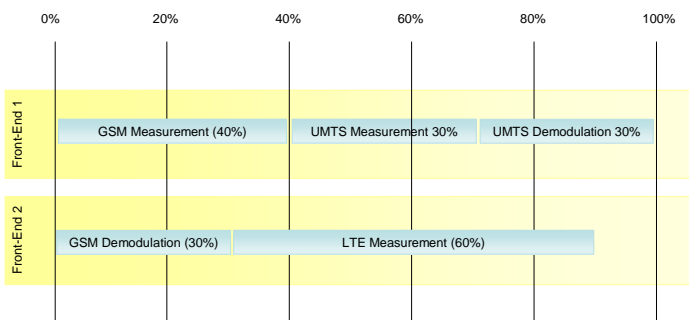 0% 20% 40% 60% 80% 100%
Front-End 1
GSM Measurement (40%) UMTS Measurement 30% UMTS Demodulation 30%
Front-End 2
GSM Demodulation (30%) LTE Measurement (60%)